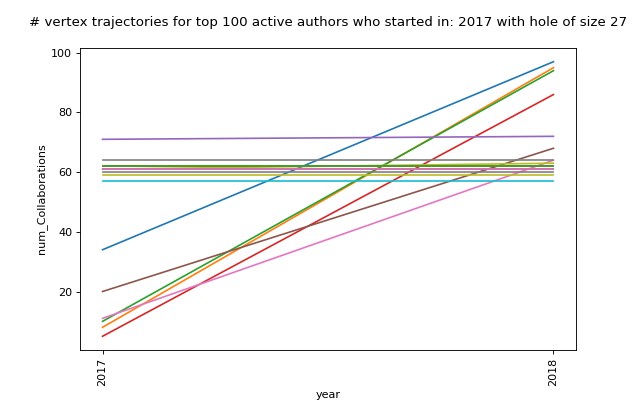 # vertex trajectories for top 100 active authors who started in: 2017 with hole of size 27
100
80
60
40
20
num_Collaborations
2017
2018
year